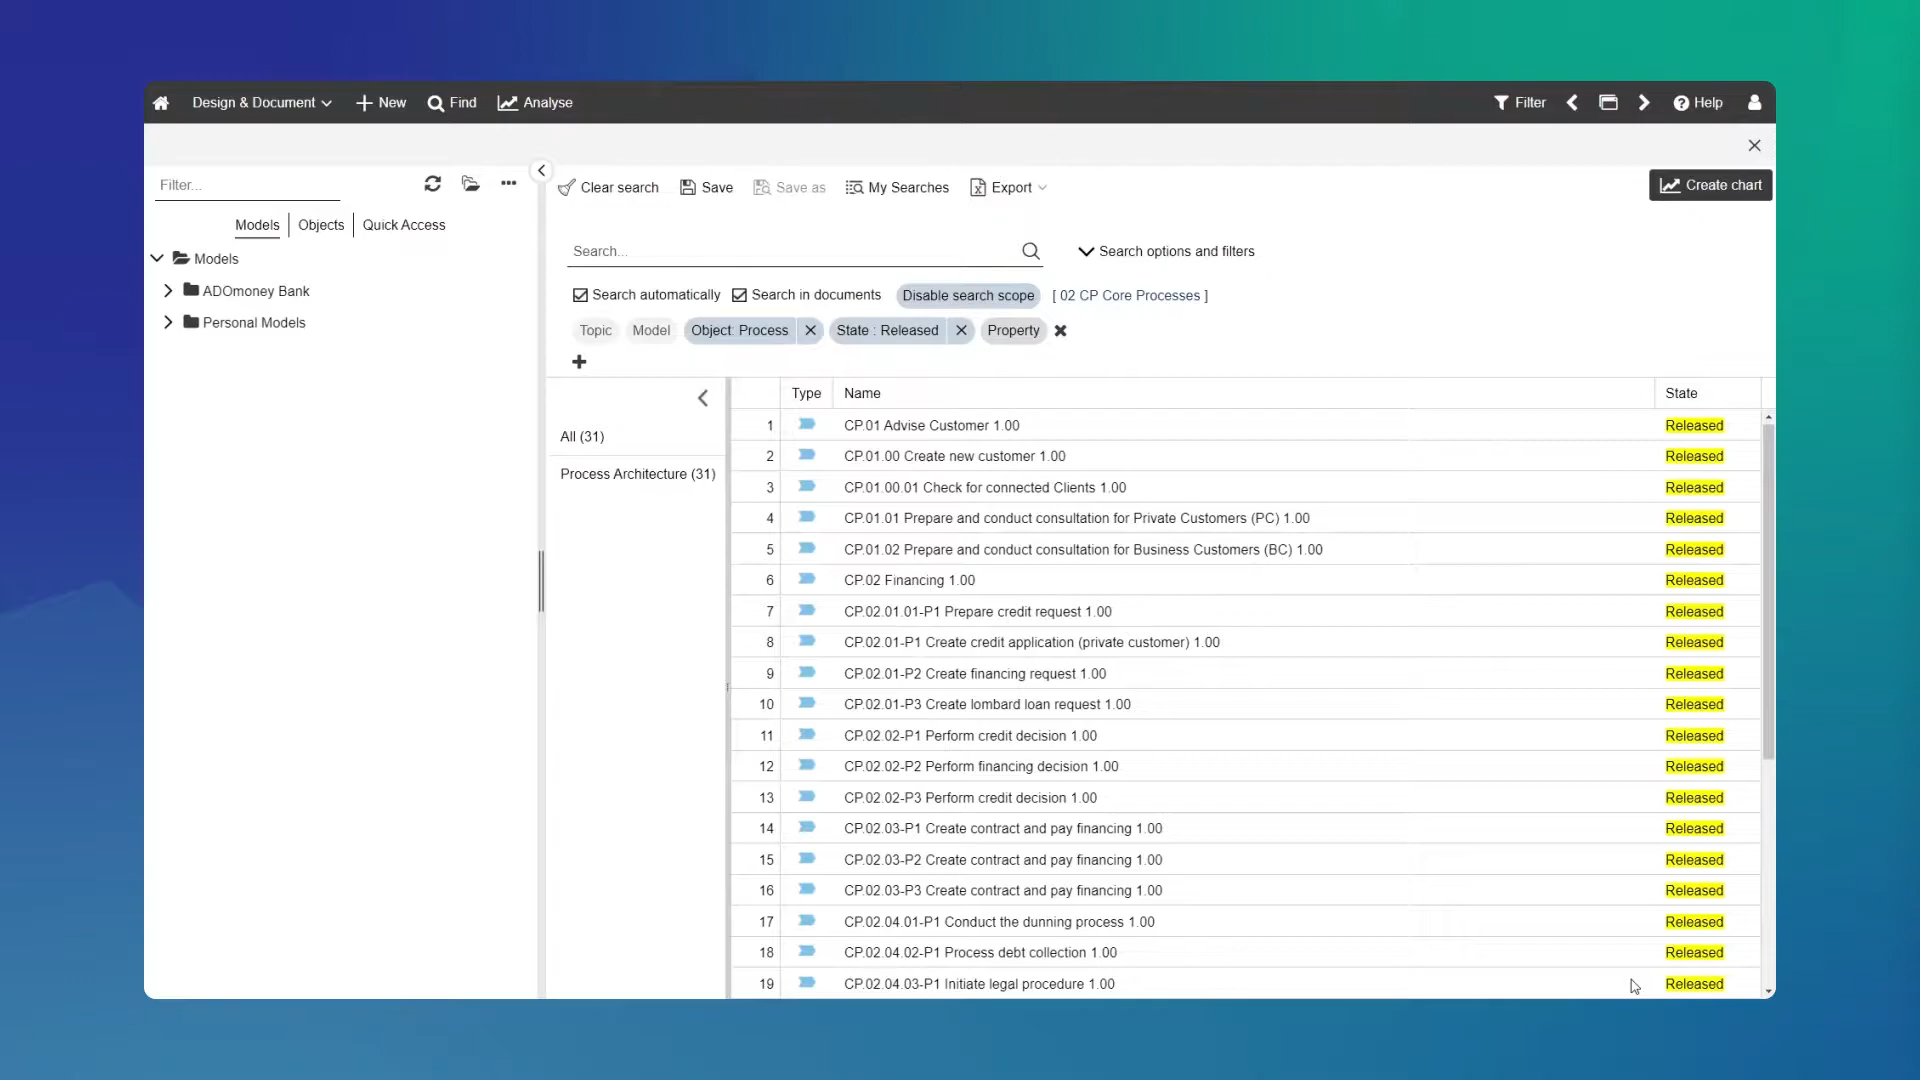 Design & Document New Find Analyse Filter Help
Filter... Clear search Save Save as My Searches Export Create chart
Models Objects Quick Access
Models
ADOmoney Bank
Personal Models
Search... Search options and filters
Search automatically Search in documents Disable search scope [ 02 CP Core Processes ]
Topic Model Object: Process State : Released Property
All (31)
Process Architecture (31)
Type Name State
1 CP.01 Advise Customer 1.00 Released
2 CP.01.00 Create new customer 1.00 Released
3 CP.01.00.01 Check for connected Clients 1.00 Released
4 CP.01.01 Prepare and conduct consultation for Private Customers (PC) 1.00 Released
5 CP.01.02 Prepare and conduct consultation for Business Customers (BC) 1.00 Released
6 CP.02 Financing 1.00 Released
7 CP.02.01.01-P1 Prepare credit request 1.00 Released
8 CP.02.01-P1 Create credit application (private customer) 1.00 Released
9 CP.02.01-P2 Create financing request 1.00 Released
10 CP.02.01-P3 Create lombard loan request 1.00 Released
11 CP.02.02-P1 Perform credit decision 1.00 Released
12 CP.02.02-P2 Perform financing decision 1.00 Released
13 CP.02.02-P3 Perform credit decision 1.00 Released
14 CP.02.03-P1 Create contract and pay financing 1.00 Released
15 CP.02.03-P2 Create contract and pay financing 1.00 Released
16 CP.02.03-P3 Create contract and pay financing 1.00 Released
17 CP.02.04.01-P1 Conduct the dunning process 1.00 Released
18 CP.02.04.02-P1 Process debt collection 1.00 Released
19 CP.02.04.03-P1 Initiate legal procedure 1.00 Released